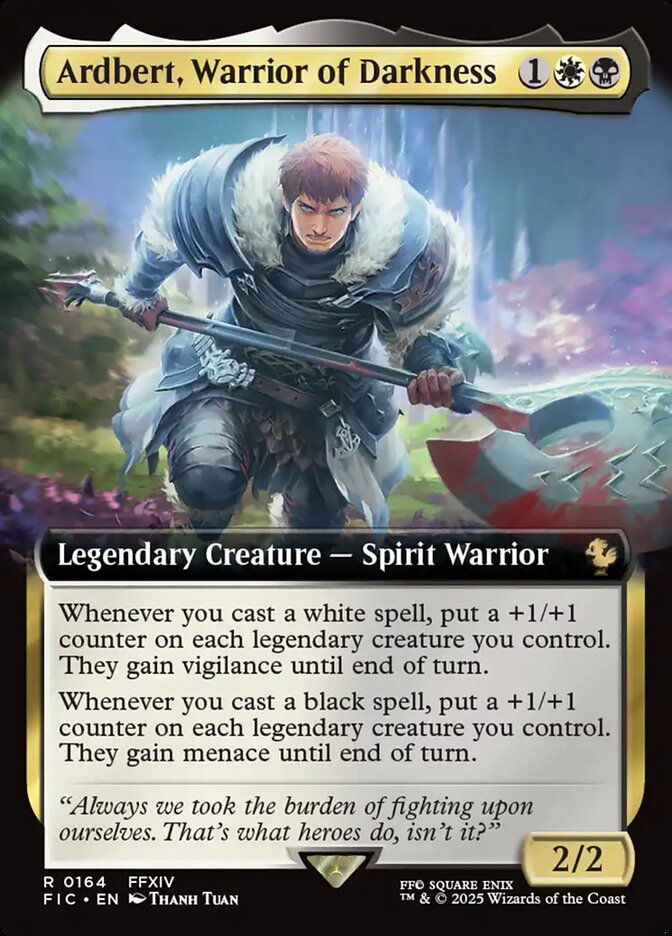 Ardbert, Warrior of Darkness 1
Legendary Creature — Spirit Warrior
Whenever you cast a white spell, put a +1/+1
counter on each legendary creature you control.
They gain vigilance until end of turn.
Whenever you cast a black spell, put a +1/+1
counter on each legendary creature you control.
They gain menace until end of turn.
“Always we took the burden of fighting upon
ourselves. That’s what heroes do, isn’t it?”
2/2
R 0164 FFXIV
FIC • EN Thanh Tuan
FF© SQUARE ENIX
™ & © 2025 Wizards of the Coast